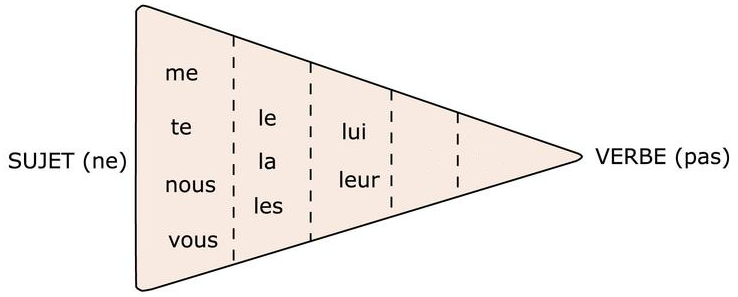 SUJET (ne)
me
te
nous
vous
le
la
les
lui
leur
VERBE (pas)